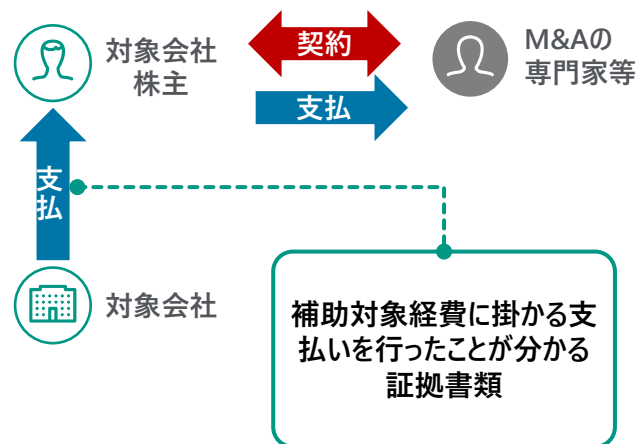 対象会社
株主
契約
支払
M&Aの
専門家等
支払
対象会社
補助対象経費に掛かる支
払いを行ったことが分かる
証拠書類